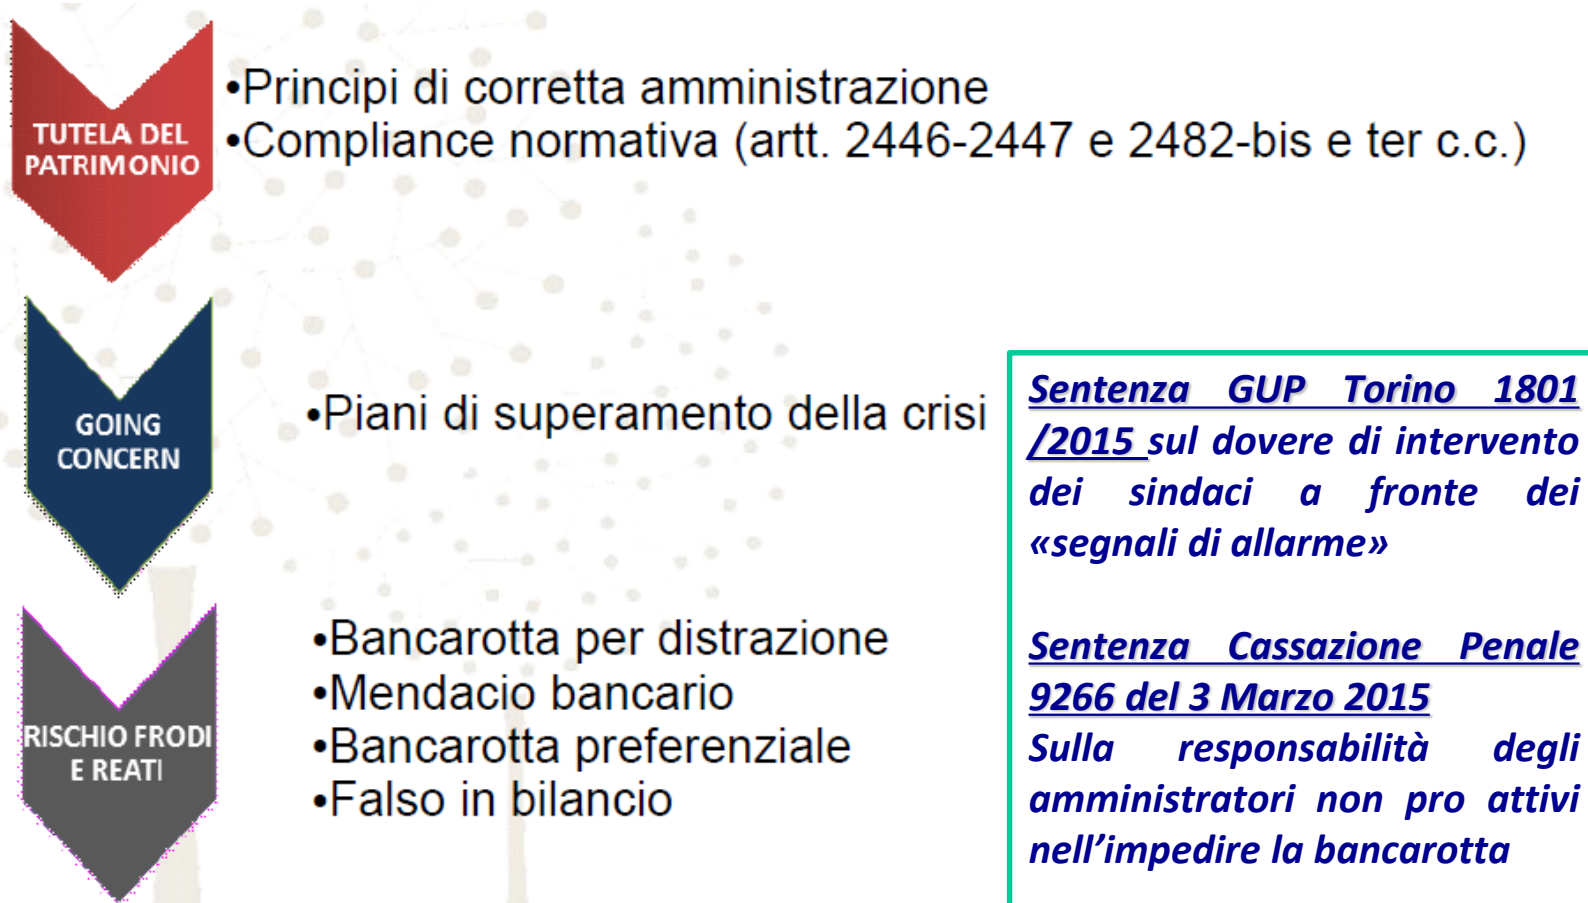 TUTELA DEL
PATRIMONIO
•Principi di corretta amministrazione
•Compliance normativa (artt. 2446-2447 e 2482-bis e ter c.c.)
GOING
CONCERN
•Piani di superamento della crisi
RISCHIO FRODI
E REATI
•Bancarotta per distrazione
•Mendacio bancario
•Bancarotta preferenziale
•Falso in bilancio
Sentenza GUP Torino 1801
/2015 sul dovere di intervento
dei sindaci a fronte dei
«segnali di allarme»
Sentenza Cassazione Penale
9266 del 3 Marzo 2015
Sulla responsabilità degli
amministratori non pro attivi
nell’impedire la bancarotta